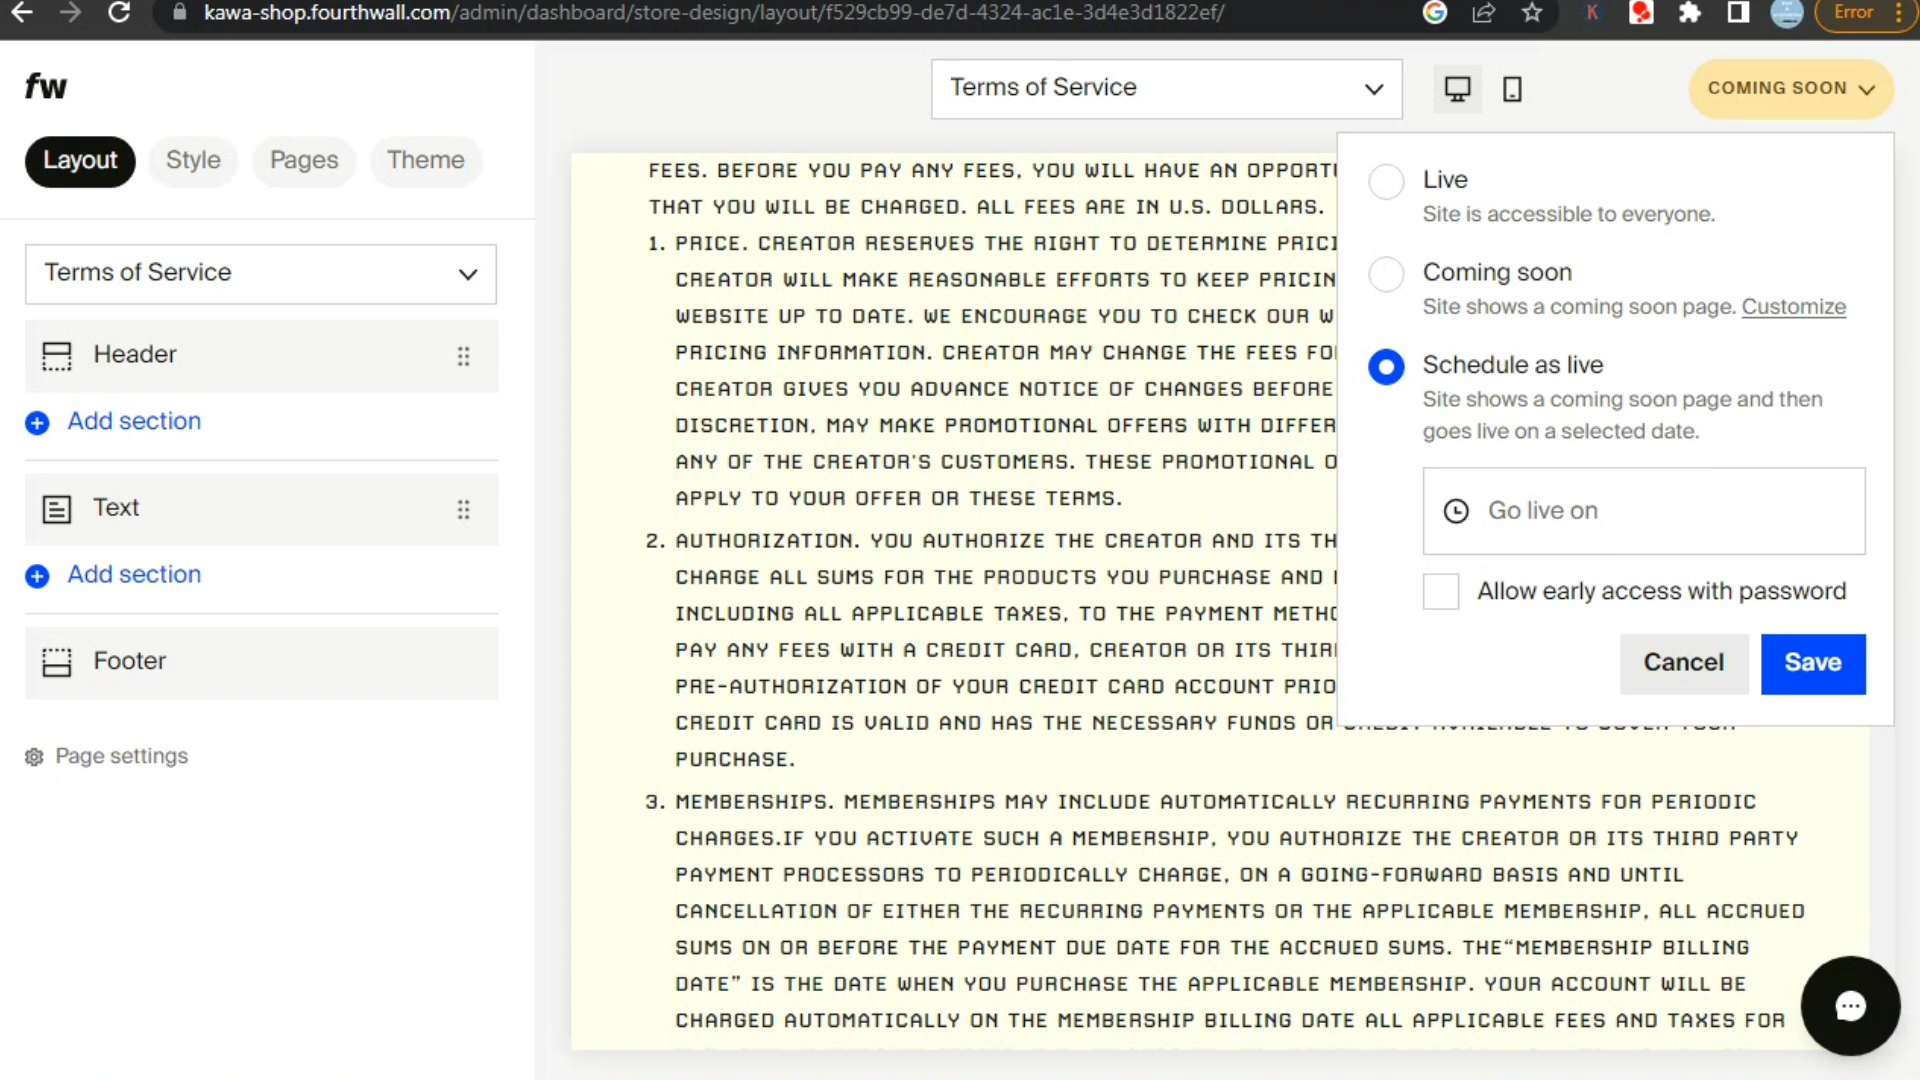 kawa-shop.fourthwall.com/admin/dashboard/store-design/layout/f529cb99-de7d-4324-ac1e-3d4e3d1822ef/
Error
fw
Layout
Style
Pages
Theme
Terms of Service
Header
Add section
Text
Add section
Footer
Page settings
Terms of Service
COMING SOON
FEES. BEFORE YOU PAY ANY FEES, YOU WILL HAVE AN
THAT YOU WILL BE CHARGED. ALL FEES ARE IN U.S. DOLLARS.
1. PRICE. CREATOR RESERVES THE RIGHT TO DETERMINE
CREATOR WILL MAKE REASONABLE EFFORTS TO KEEP
WEBSITE UP TO DATE. WE ENCOURAGE YOU TO CHECK OUR
PRICING INFORMATION. CREATOR MAY CHANGE THE FEES
CREATOR GIVES YOU ADVANCE NOTICE OF CHANGES BEFORE
DISCRETION, MAY MAKE PROMOTIONAL OFFERS WITH
ANY OF THE CREATOR'S CUSTOMERS. THESE PROMOTIONAL
APPLY TO YOUR OFFER OR THESE TERMS.
2. AUTHORIZATION. YOU AUTHORIZE THE CREATOR AND ITS
CHARGE ALL SUMS FOR THE PRODUCTS YOU PURCHASE AND
INCLUDING ALL APPLICABLE TAXES, TO THE PAYMENT
PAY ANY FEES WITH A CREDIT CARD, CREATOR OR ITS
PRE-AUTHORIZATION OF YOUR CREDIT CARD ACCOUNT
CREDIT CARD IS VALID AND HAS THE NECESSARY FUNDS OR
PURCHASE.
3. MEMBERSHIPS. MEMBERSHIPS MAY INCLUDE AUTOMATICALLY RECURRING PAYMENTS FOR PERIODIC
CHARGES.IF YOU ACTIVATE SUCH A MEMBERSHIP, YOU AUTHORIZE THE CREATOR OR ITS THIRD PARTY
PAYMENT PROCESSORS TO PERIODICALLY CHARGE, ON A GOING-FORWARD BASIS AND UNTIL
CANCELLATION OF EITHER THE RECURRING PAYMENTS OR THE APPLICABLE MEMBERSHIP, ALL ACCRUED
SUMS ON OR BEFORE THE PAYMENT DUE DATE FOR THE ACCRUED SUMS. THE“MEMBERSHIP BILLING
DATE” IS THE DATE WHEN YOU PURCHASE THE APPLICABLE MEMBERSHIP. YOUR ACCOUNT WILL BE
CHARGED AUTOMATICALLY ON THE MEMBERSHIP BILLING DATE ALL APPLICABLE FEES AND TAXES FOR
Live
Site is accessible to everyone.
Coming soon
Site shows a coming soon page. Customize
Schedule as live
Site shows a coming soon page and then
goes live on a selected date.
Go live on
Allow early access with password
Cancel
Save